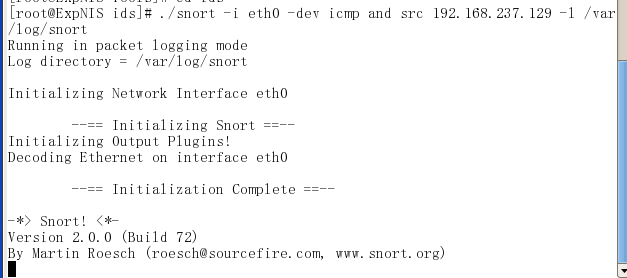 [root@ExpNIS ids]# ./snort -i eth0 -dev icmp and src 192.168.237.129 -l /var
/log/snort
Running in packet logging mode
Log directory = /var/log/snort
Initializing Network Interface eth0
--== Initializing Snort ==--
Initializing Output Plugins!
Decoding Ethernet on interface eth0
--== Initialization Complete ==--
-*> Snort! <*-
Version 2.0.0 (Build 72)
By Martin Roesch (roesch@sourcefire.com, www.snort.org)